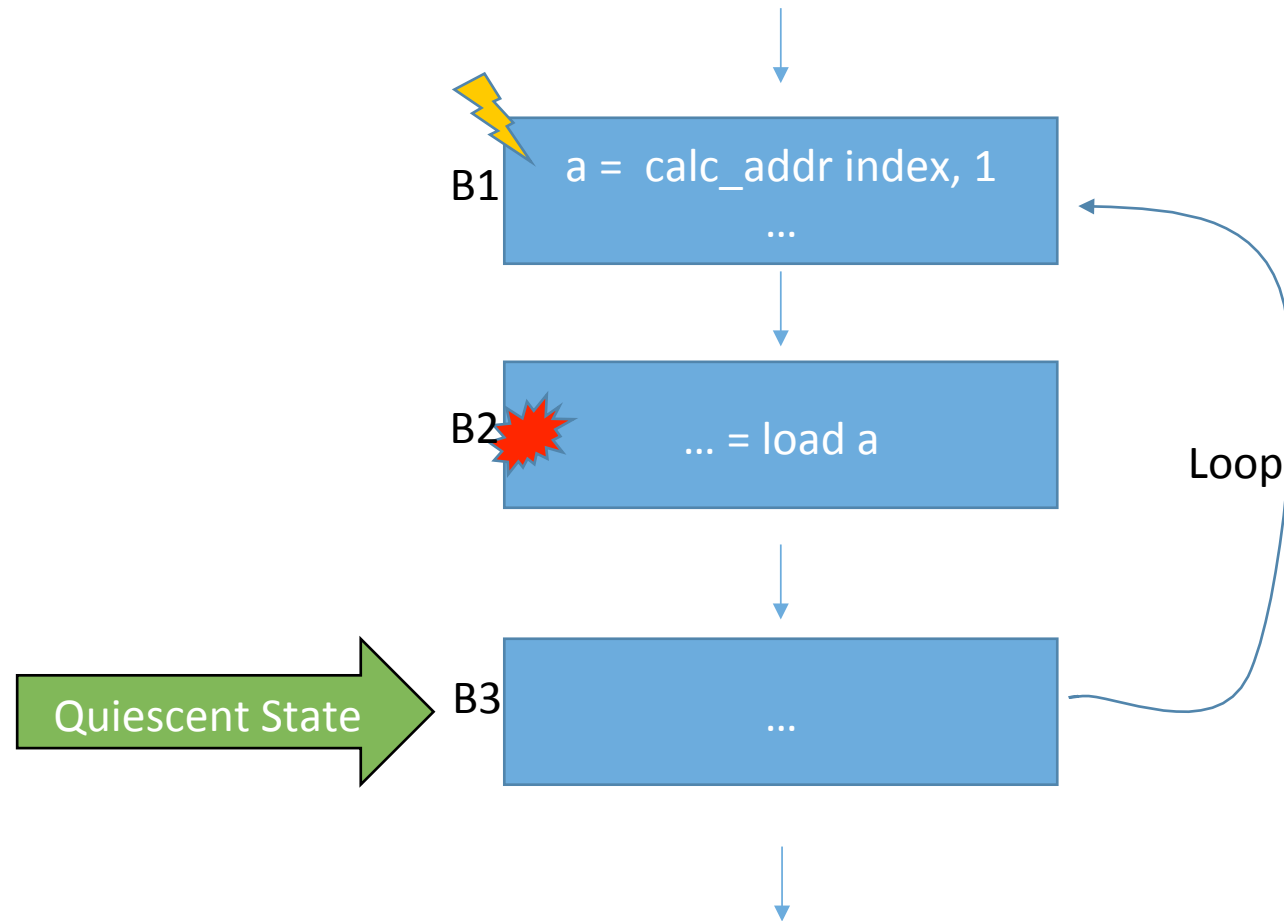 B1
a =  calc_addr index, 1
...
B2
... = load a
Loop
Quiescent State
B3
...